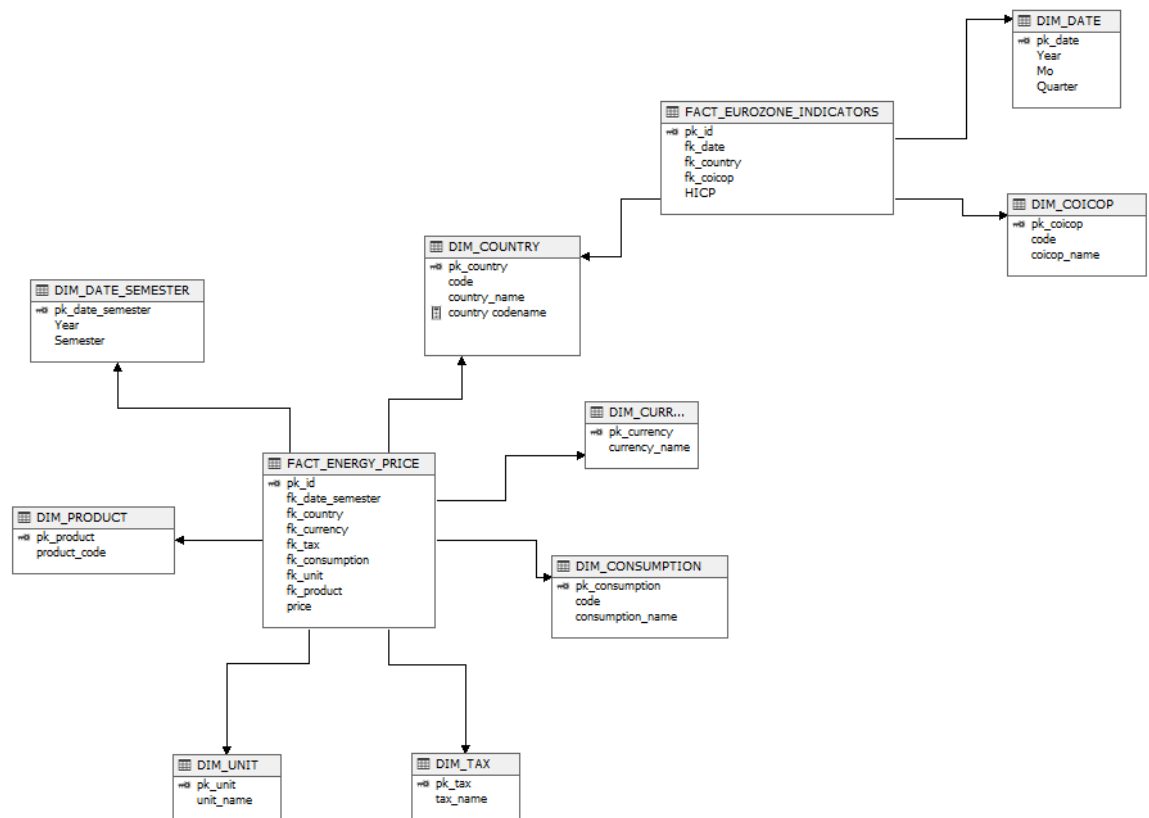 DIM_DATE
pk_date
Year
Mo
Quarter
FACT_EUROZONE_INDICATORS
pk_id
fk_date
fk_country
fk_coicop
HICP
DIM_COICOP
pk_coicop
code
coicop_name
DIM_COUNTRY
pk_country
code
country_name
country codename
DIM_DATE_SEMESTER
pk_date_semester
Year
Semester
DIM_CURR...
pk_currency
currency_name
FACT_ENERGY_PRICE
pk_id
fk_date_semester
fk_country
fk_currency
fk_tax
fk_consumption
fk_unit
fk_product
price
DIM_PRODUCT
pk_product
product_code
DIM_CONSUMPTION
pk_consumption
code
consumption_name
DIM_UNIT
pk_unit
unit_name
DIM_TAX
pk_tax
tax_name